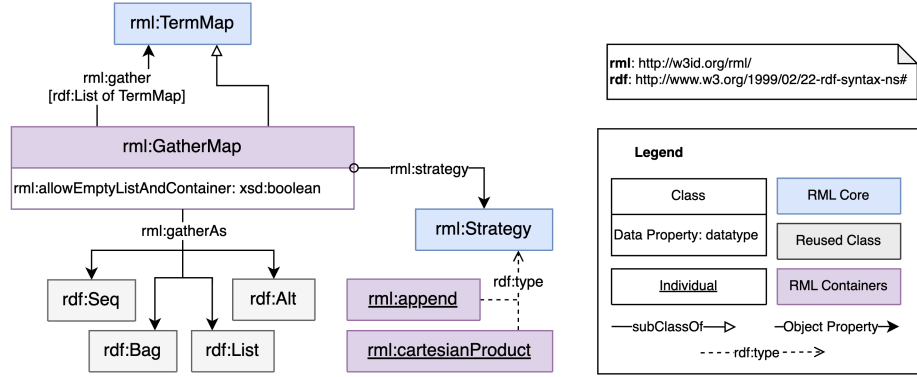 rml:TermMap
rml:gather
[rdf:List of TermMap]
rml:GatherMap
rml:allowEmptyListAndContainer: xsd:boolean
rml:strategy
rml:gatherAs
rml:Strategy
rdf:type
rdf:Seq
rdf:Alt
rdf:Bag
rdf:List
rml:append
rml:cartesianProduct
rml: http://w3id.org/rml/
rdf: http://www.w3.org/1999/02/22-rdf-syntax-ns#
Legend
Class
RML Core
Data Property: datatype
Reused Class
Individual
RML Containers
subClassOf
Object Property
rdf:type